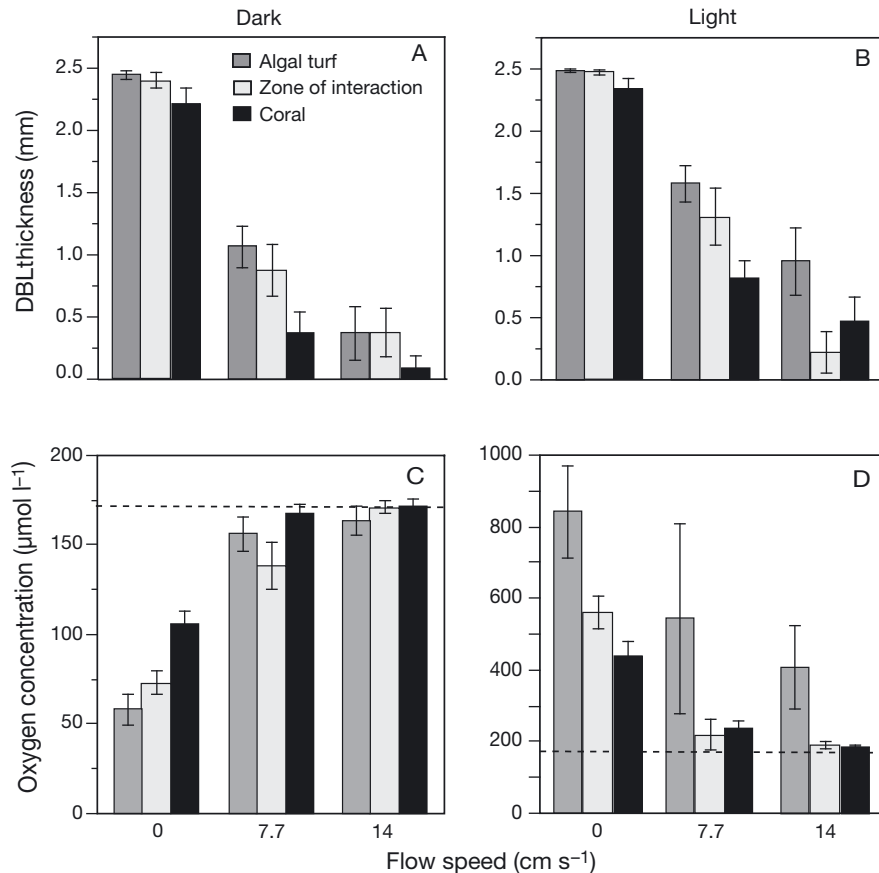 Dark
Light
A
Algal turf
Zone of interaction
Coral
B
2.5
2.0
1.5
1.0
0.5
0.0
DBLthickness (mm)
2.5
2.0
1.5
1.0
0.5
0.0
C
200
150
100
50
0
Oxygen concentration (µmol l–1)
D
1000
800
600
400
200
0
0 7.7 14
0 7.7 14
Flow speed (cm s–1)